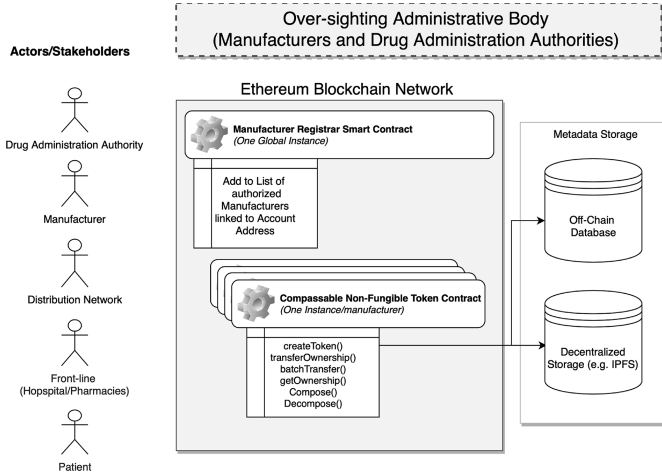 Over-sighting Administrative Body
(Manufacturers and Drug Administration Authorities)
Actors/Stakeholders
Drug Administration Authority
Manufacturer
Distribution Network
Front-line
(Hopspital/Pharmacies)
Patient
Ethereum Blockchain Network
Manufacturer Registrar Smart Contract
(One Global Instance)
Add to List of
authorized
Manufacturers
linked to Account
Address
Compassable Non-Fungible Token Contract
(One Instance/manufacturer)
createToken()
transferOwnership()
batchTransfer()
getOwnership()
Compose()
Decompose()
Metadata Storage
Off-Chain
Database
Decentralized
Storage (e.g. IPFS)